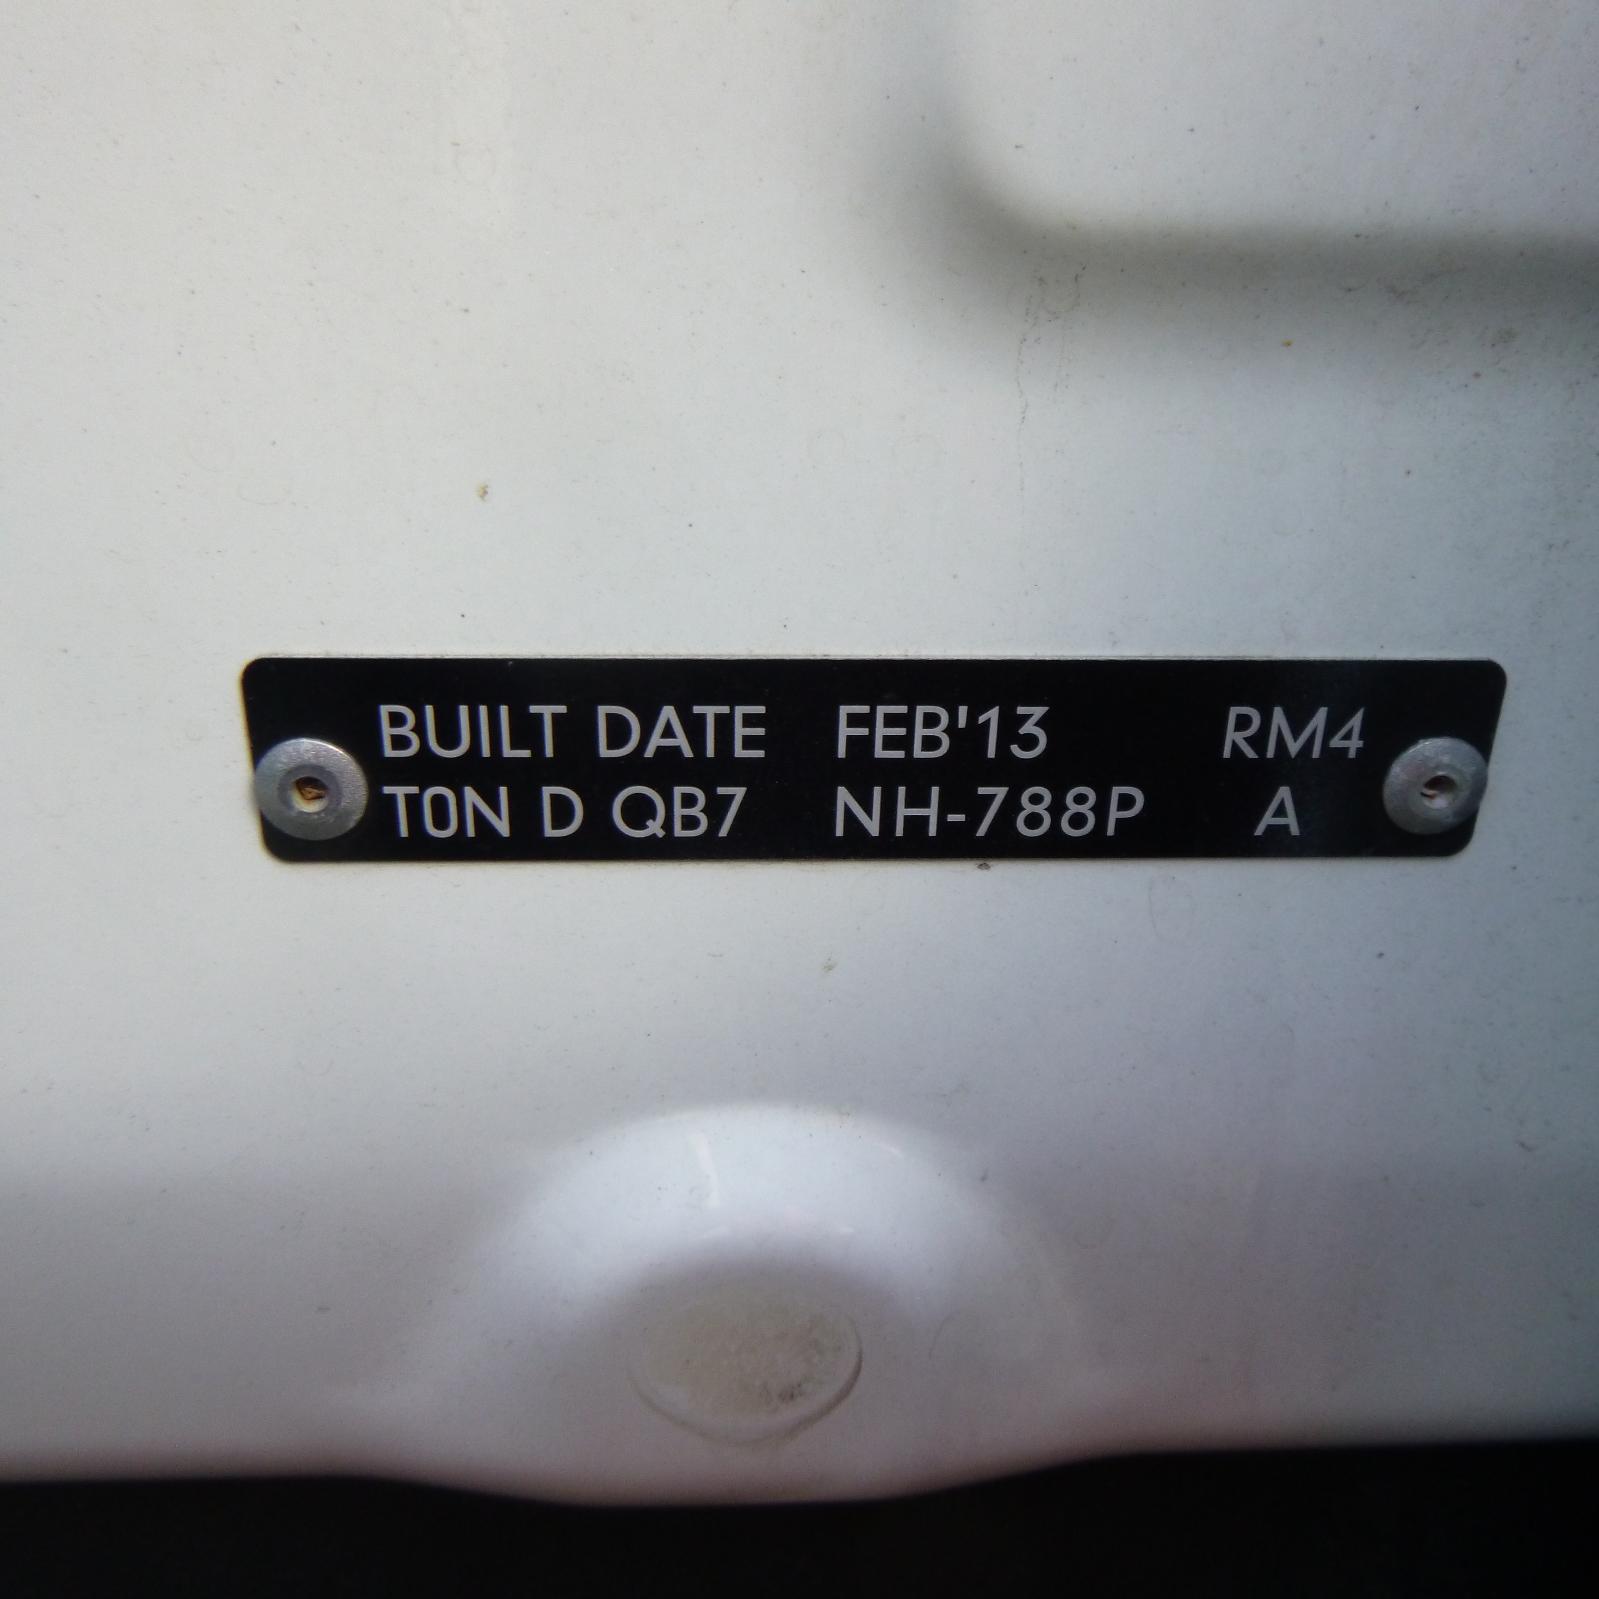 BUILT DATE FEB'13 RM4
T0N D QB7 NH-788P A